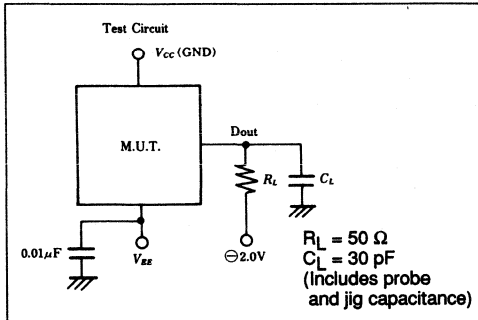 Test Circuit
VCC (GND)
M.U.T.
Dout
RL
CL
0.01μF
VEE
⊖2.0V
RL = 50 Ω
CL = 30 pF
(Includes probe
and jig capacitance)